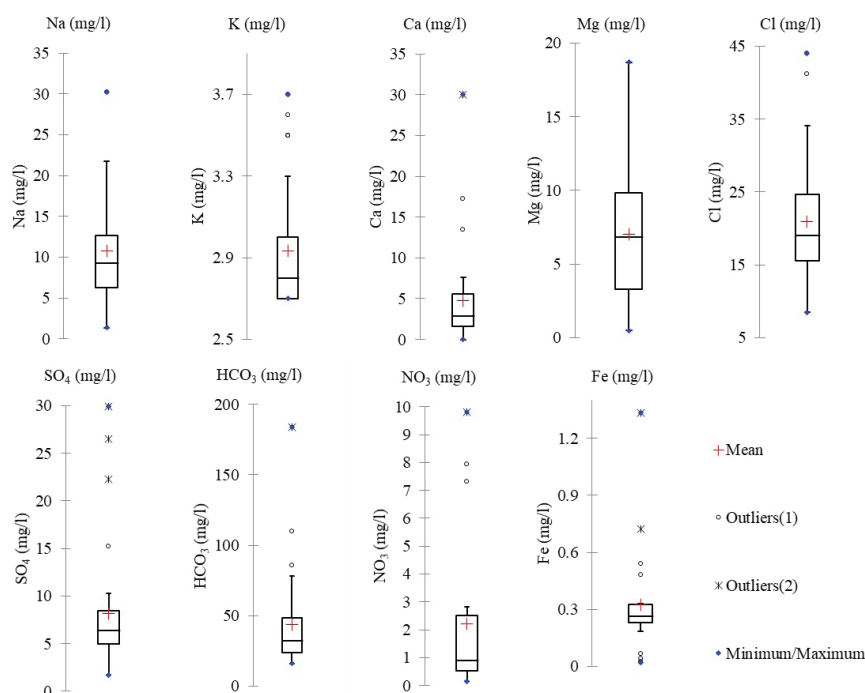 Na (mg/l)
35
30
25
20
15
10
5
0
Na (mg/l)
K (mg/l)
3.7
3.3
2.9
2.5
K (mg/l)
Ca (mg/l)
35
30
25
20
15
10
5
0
Ca (mg/l)
Mg (mg/l)
20
15
10
5
0
Mg (mg/l)
Cl (mg/l)
45
35
25
15
5
Cl (mg/l)
SO₄ (mg/l)
30
25
20
15
10
5
0
SO₄ (mg/l)
HCO₃ (mg/l)
200
150
100
50
0
HCO₃ (mg/l)
NO₃ (mg/l)
10
9
8
7
6
5
4
3
2
1
0
NO₃ (mg/l)
Fe (mg/l)
1.2
0.9
0.6
0.3
0
Fe (mg/l)
Mean
Outliers(1)
Outliers(2)
Minimum/Maximum